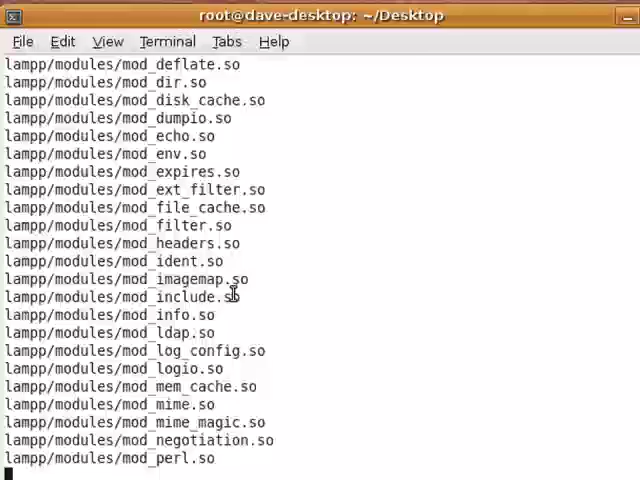 root@dave-desktop: ~/Desktop
File Edit View Terminal Tabs Help
lampp/modules/mod_deflate.so
lampp/modules/mod_dir.so
lampp/modules/mod_disk_cache.so
lampp/modules/mod_dumpio.so
lampp/modules/mod_echo.so
lampp/modules/mod_env.so
lampp/modules/mod_expires.so
lampp/modules/mod_ext_filter.so
lampp/modules/mod_file_cache.so
lampp/modules/mod_filter.so
lampp/modules/mod_headers.so
lampp/modules/mod_ident.so
lampp/modules/mod_imagemap.so
lampp/modules/mod_include.so
lampp/modules/mod_info.so
lampp/modules/mod_ldap.so
lampp/modules/mod_log_config.so
lampp/modules/mod_logio.so
lampp/modules/mod_mem_cache.so
lampp/modules/mod_mime.so
lampp/modules/mod_mime_magic.so
lampp/modules/mod_negotiation.so
lampp/modules/mod_perl.so